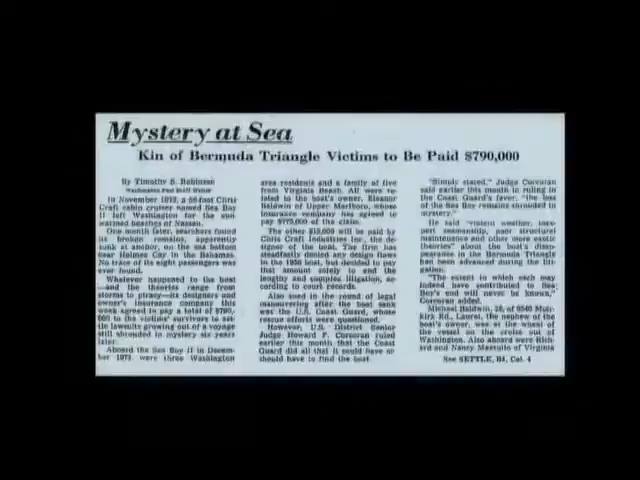 Mystery at Sea
Kin of Bermuda Triangle Victims to Be Paid $790,000
By Timothy S. Robinson
Washington Post Staff Writer
In November 1973, a 56-foot Chris
Craft cabin cruiser named Sea Boy
II left Washington for the sun-
warmed bearings of Nassau.
One month later, searchers found
its broken remains, apparently
sunk at anchor, on the sea bottom
near Holmes Cay in the Bahamas.
No trace of its eight passengers was
ever found.
Whatever happened to the boat
—and the theories range from
storms to piracy—its designers and
owner's insurance company this
week agreed to pay a total of $790,-
000 to the victims' survivors to set-
tle lawsuits growing out of a voyage
still shrouded in mystery six years
later.
Aboard the Sea Boy II in Decem-
ber 1973 were three Washington
area residents and a family of five
from Virginia Beach. All were re-
lated to the boat's owner, Eleanor
Baldwin of Upper Marlboro, whose
insurance company has agreed to
pay $775,000 of the claim.
The other $15,000 will be paid by
Chris Craft Industries Inc., the de-
signer of the boat. The firm has
steadfastly denied any design flaws
in the 1956 boat, but decided to pay
that amount solely to end the
lengthy and complex litigation, ac-
cording to court records.
Also sued in the round of legal
maneuvering after the boat sank
was the U.S. Coast Guard, whose
rescue efforts were questioned.
However, U.S. District Senior
Judge Howard F. Corcoran ruled
earlier this month that the Coast
Guard did all that it could have or
should have to find the boat.
"Simply stated," Judge Corcoran
said earlier this month in ruling in
the Coast Guard's favor, "the loss
of the Sea Boy remains shrouded in
mystery."
He said "violent weather, inex-
pert seamanship, poor structural
maintenance and other more exotic
theories" about the boat's disap-
pearance in the Bermuda Triangle
had been advanced during the liti-
gation.
"The extent to which each may
indeed have contributed to Sea
Boy's end will never be known,"
Corcoran added.
Michael Baldwin, 28, of 6540 Muir-
kirk Rd., Laurel, the nephew of the
boat's owner, was at the wheel of
the vessel on the cruise out of
Washington. Also aboard were Rich-
ard and Nancy Mastullo of Virginia
See SETTLE, B4, Col. 4